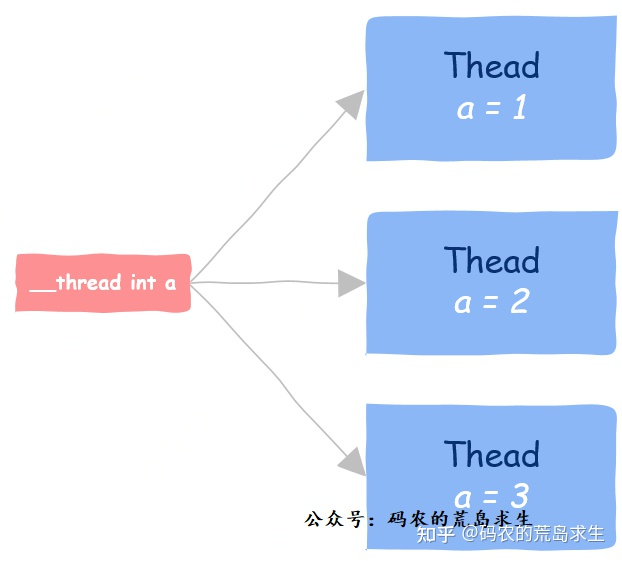 Thead
a = 1
__thread int a
Thead
a = 2
Thead
a = 3
公众号：码农的荒岛求生
知乎 @码农的荒岛求生